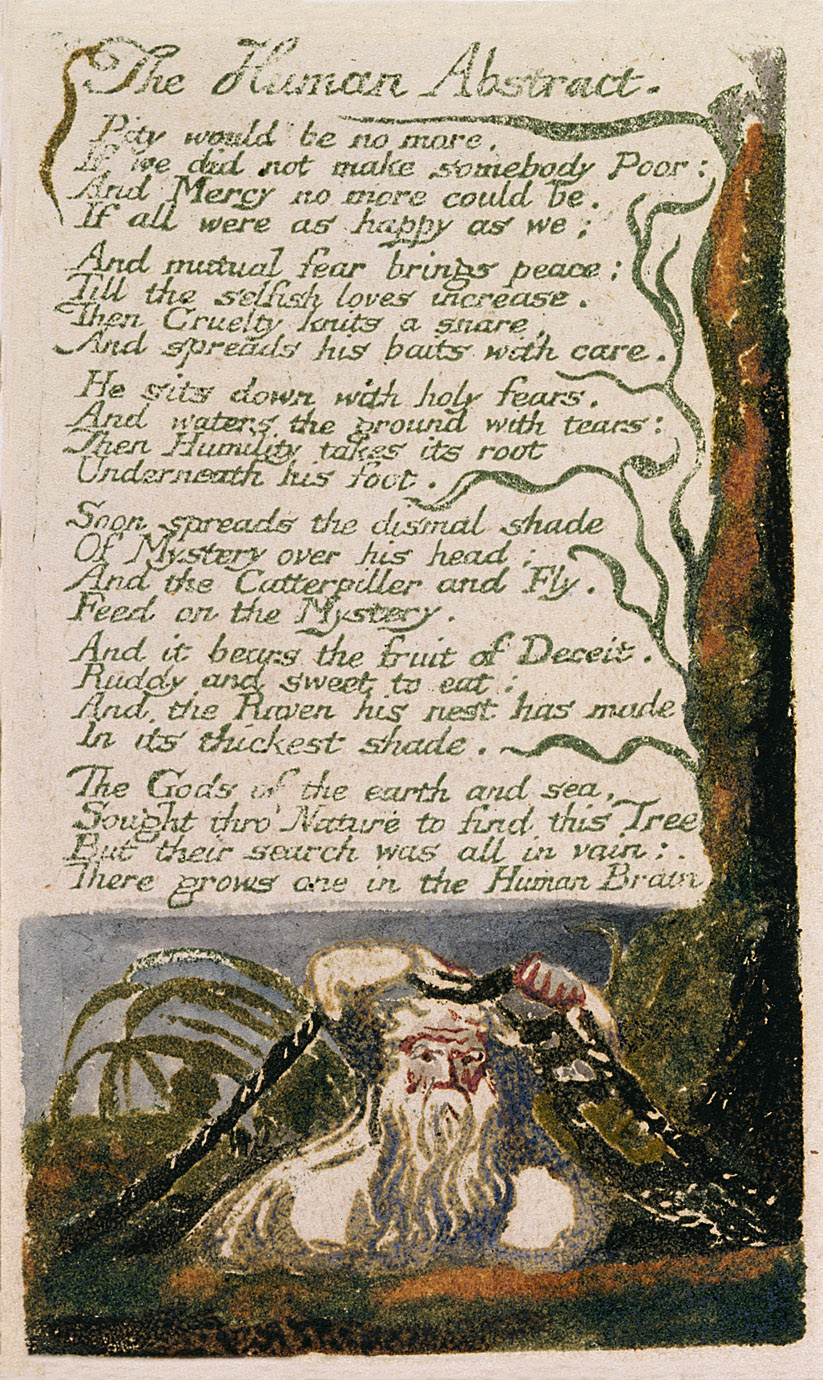 The Human Abstract.
Pity would be no more,
If we did not make somebody Poor:
And Mercy no more could be,
If all were as happy as we;
And mutual fear brings peace;
Till the selfish loves increase.
Then Cruelty knits a snare,
And spreads his baits with care.
He sits down with holy fears,
And waters the ground with tears:
Then Humility takes its root
Underneath his foot.
Soon spreads the dismal shade
Of Mystery over his head;
And the Catterpiller and Fly,
Feed on the Mystery.
And it bears the fruit of Deceit,
Ruddy and sweet to eat:
And the Raven his nest has made
In its thickest shade.
The Gods of the earth and sea,
Sought thro' Nature to find this Tree
But their search was all in vain:
There grows one in the Human Brain